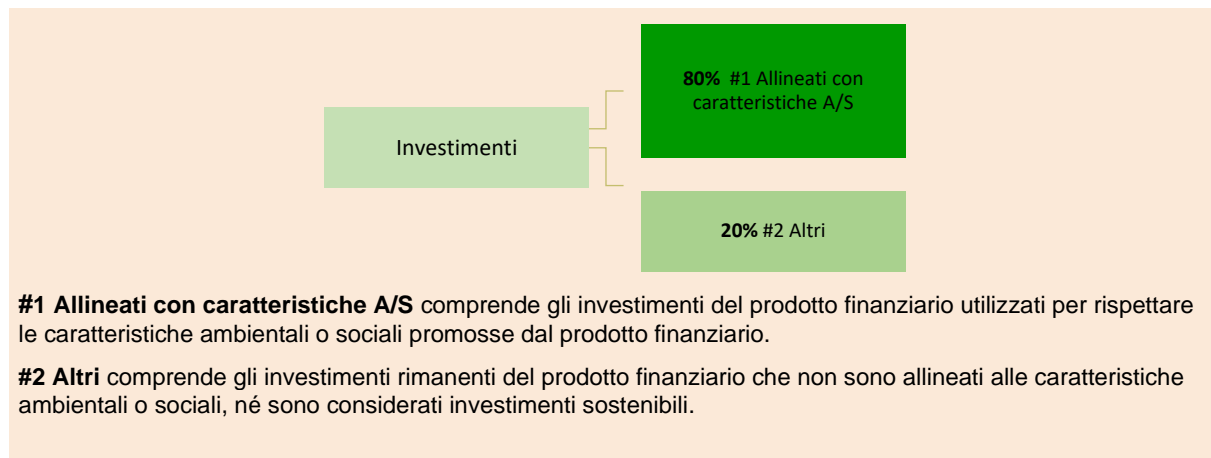 80% #1 Allineati con
caratteristiche A/S
Investimenti
20% #2 Altri
#1 Allineati con caratteristiche A/S comprende gli investimenti del prodotto finanziario utilizzati per rispettare
le caratteristiche ambientali o sociali promosse dal prodotto finanziario.
#2 Altri comprende gli investimenti rimanenti del prodotto finanziario che non sono allineati alle caratteristiche
ambientali o sociali, né sono considerati investimenti sostenibili.